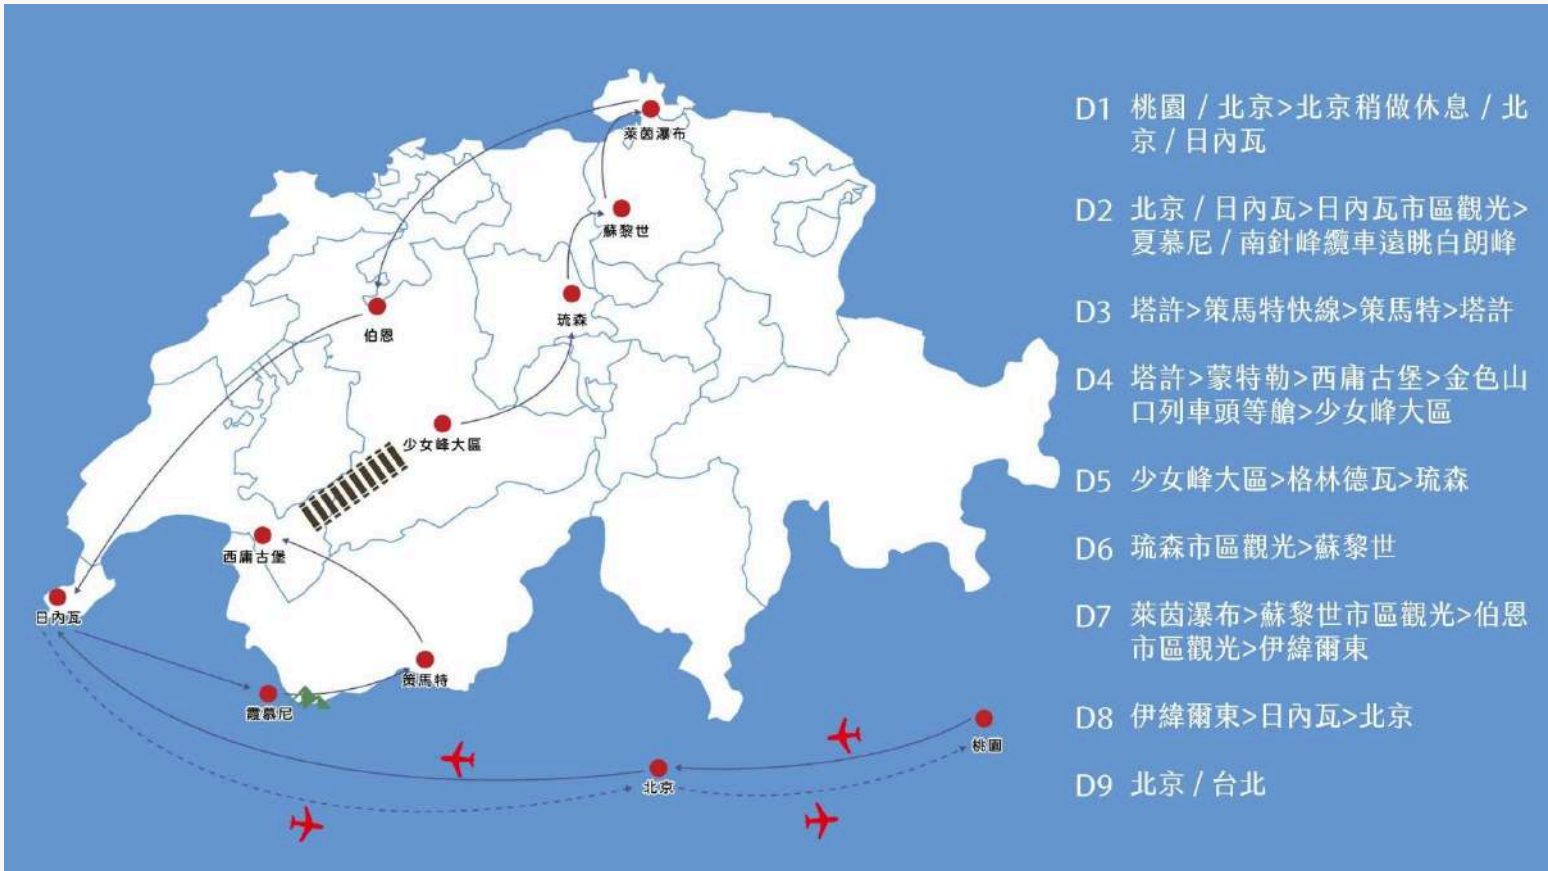 萊茵瀑布
蘇黎世
伯恩
琉森
少女峰大區
西庸古堡
日內瓦
策馬特
霞慕尼
桃園
北京
D1 桃園 / 北京>北京稍做休息 / 北
京 / 日內瓦
D2 北京 / 日內瓦>日內瓦市區觀光>
夏慕尼 / 南針峰纜車遠眺白朗峰
D3 塔許>策馬特快線>策馬特>塔許
D4 塔許>蒙特勒>西庸古堡>金色山
口列車頭等艙>少女峰大區
D5 少女峰大區>格林德瓦>琉森
D6 琉森市區觀光>蘇黎世
D7 萊茵瀑布>蘇黎世市區觀光>伯恩
市區觀光>伊緯爾東
D8 伊緯爾東>日內瓦>北京
D9 北京 / 台北